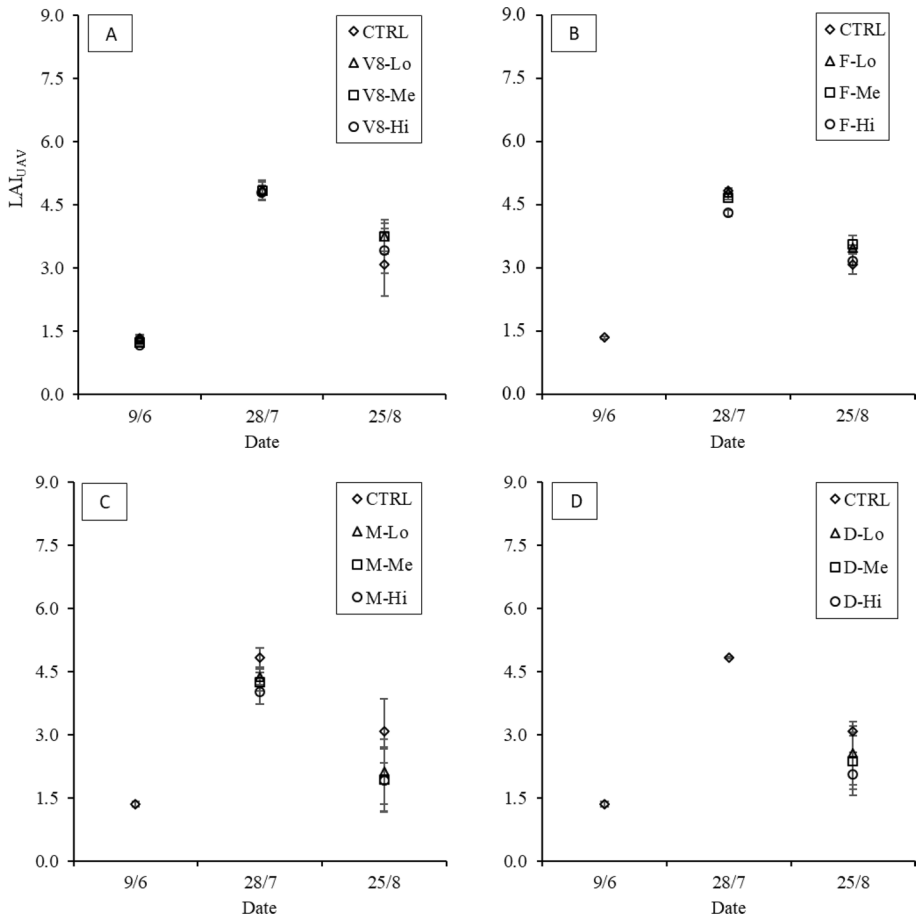 A
CTRL
V8-Lo
V8-Me
V8-Hi
LAIUAV
9.0
7.5
6.0
4.5
3.0
1.5
0.0
9/6
28/7
25/8
Date
B
CTRL
F-Lo
F-Me
F-Hi
9.0
7.5
6.0
4.5
3.0
1.5
0.0
9/6
28/7
25/8
Date
C
CTRL
M-Lo
M-Me
M-Hi
9.0
7.5
6.0
4.5
3.0
1.5
0.0
9/6
28/7
25/8
Date
D
CTRL
D-Lo
D-Me
D-Hi
9.0
7.5
6.0
4.5
3.0
1.5
0.0
9/6
28/7
25/8
Date